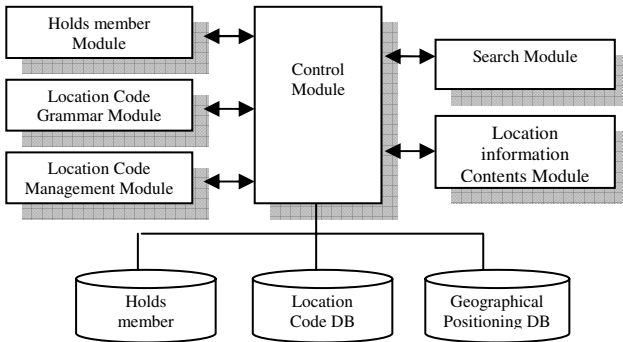 Holds member
Module
Location Code
Grammar Module
Location Code
Management Module
Control
Module
Search Module
Location
information
Contents Module
Holds
member
Location
Code DB
Geographical
Positioning DB